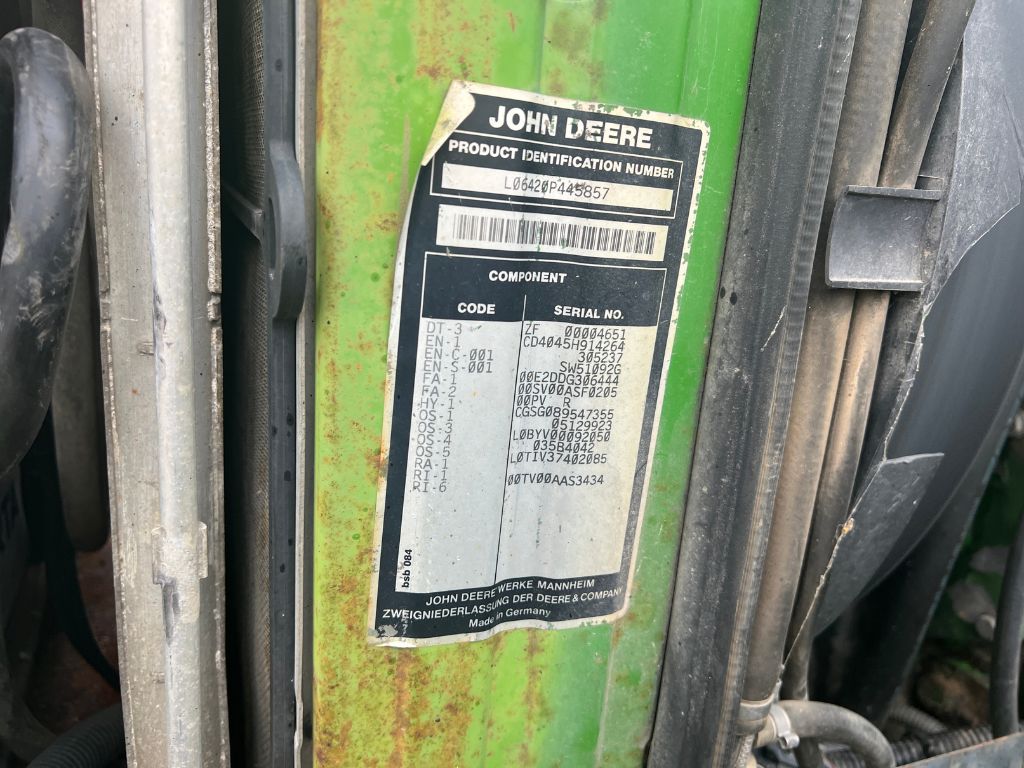 JOHN DEERE
PRODUCT IDENTIFICATION NUMBER
L06420P445857
COMPONENT
CODE SERIAL NO.
DT-3 ZF 00004651
EN-1 CD4045H914264
EN-C-001 305237
EN-S-001 SW51092G
FA-1 00E2DDG306444
FA-2 00SV00ASF0205
HY-1 00PV R
OS-1 CGSG089547355
OS-3 05129923
OS-4 L0BYV00092050
OS-5 035B4042
RA-1 L0TIV37402085
RI-1
RI-6 00TV00AAS3434
bsb 084
JOHN DEERE WERKE MANNHEIM
ZWEIGNIEDERLASSUNG DER DEERE & COMPANY
Made in Germany